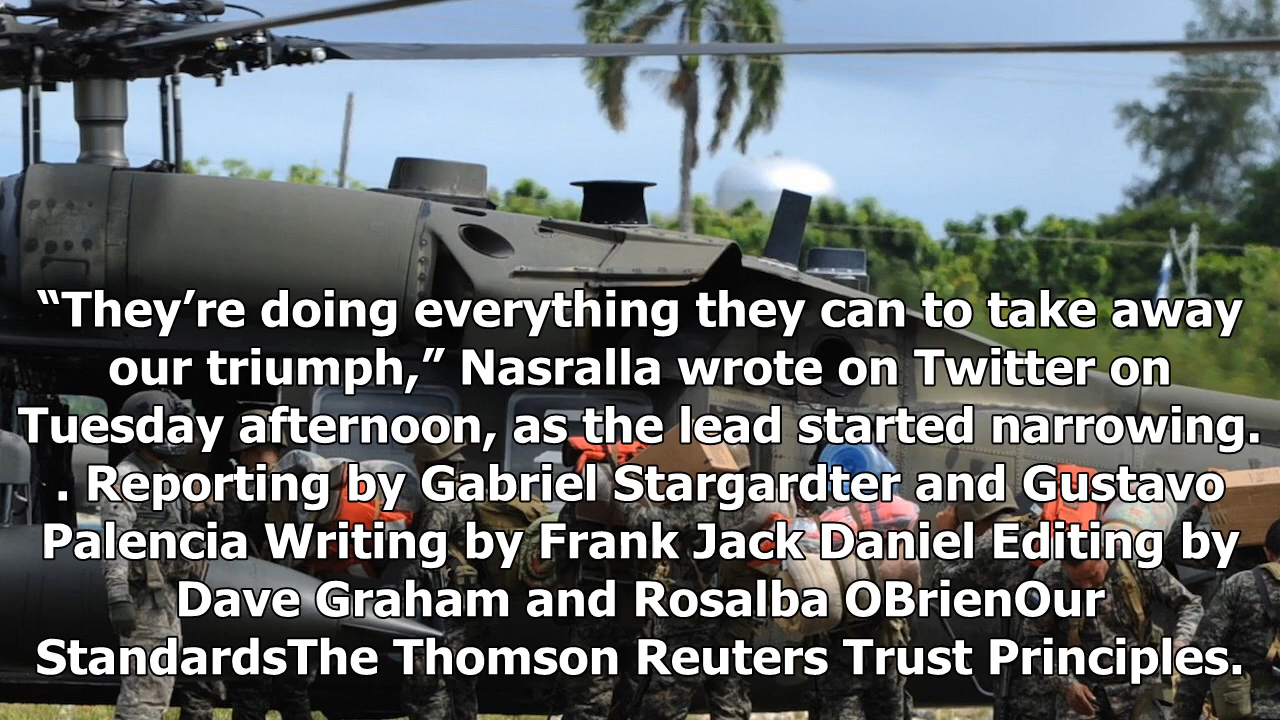 “They’re doing everything they can to take away
our triumph,” Nasralla wrote on Twitter on
Tuesday afternoon, as the lead started narrowing.
. Reporting by Gabriel Stargardter and Gustavo
Palencia Writing by Frank Jack Daniel Editing by
Dave Graham and Rosalba OBrienOur
StandardsThe Thomson Reuters Trust Principles.